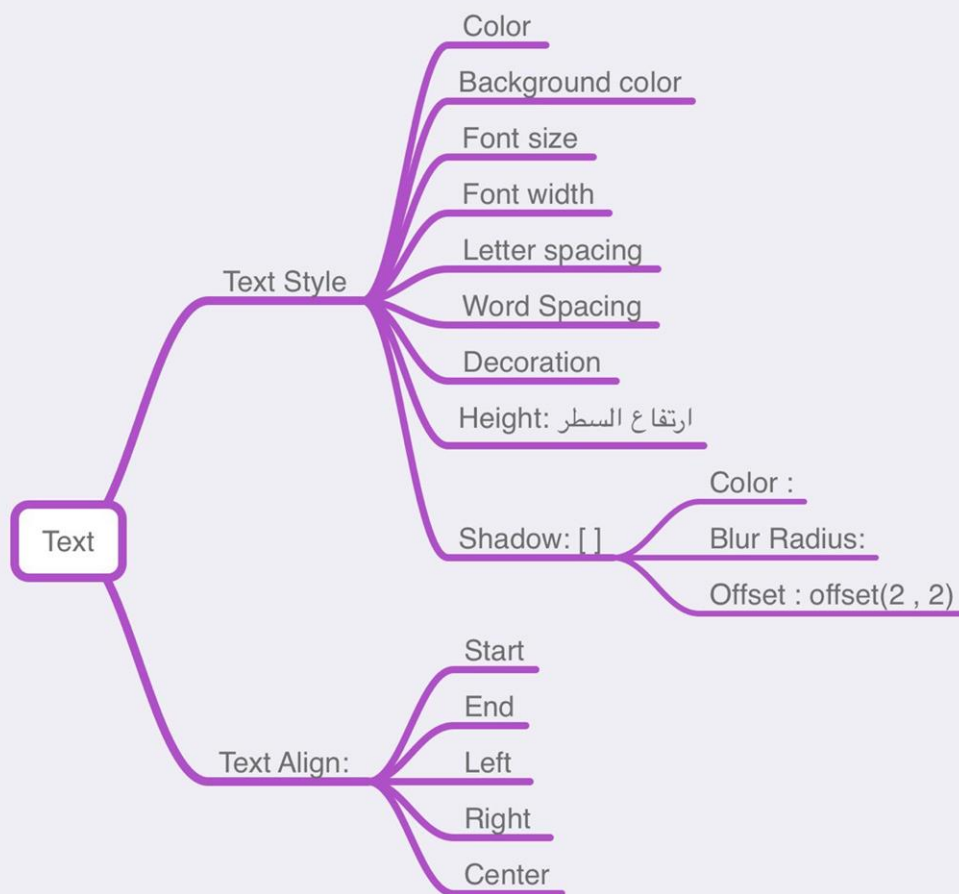 Text
Text Style
Color
Background color
Font size
Font width
Letter spacing
Word Spacing
Decoration
Height: ارتفاع السطر
Shadow: [ ]
Color :
Blur Radius:
Offset : offset(2 , 2)
Text Align:
Start
End
Left
Right
Center